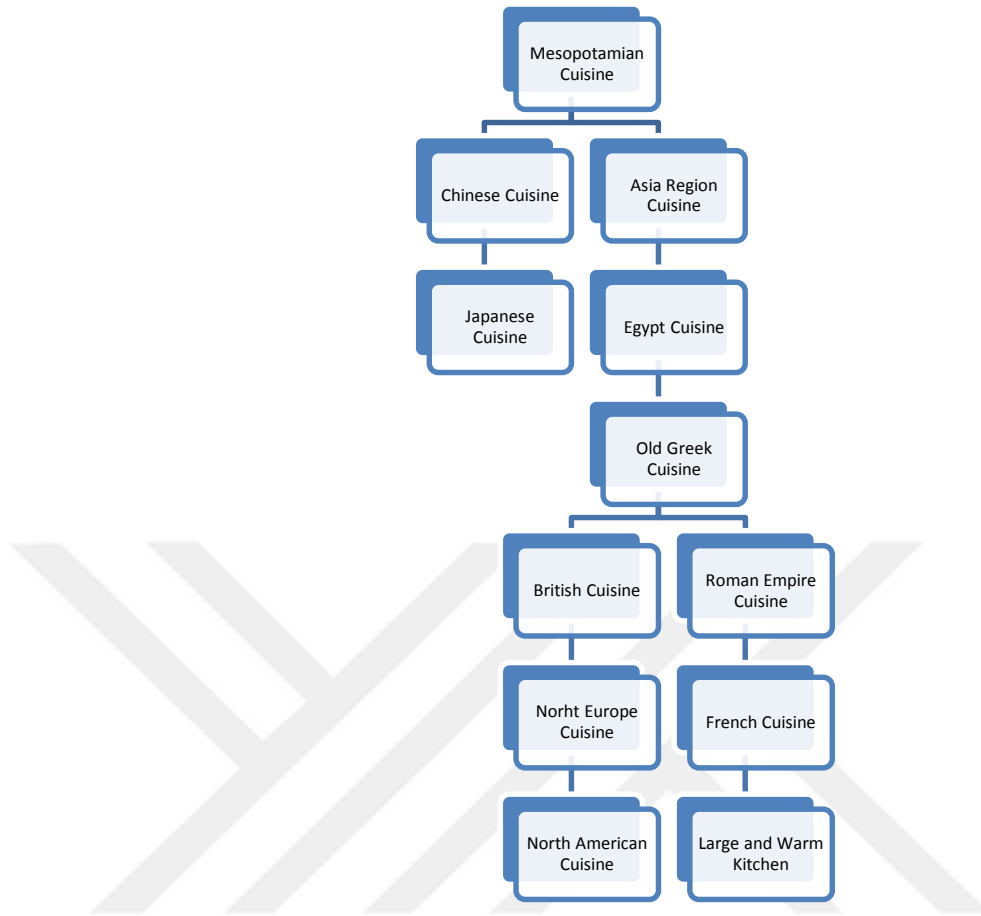 Mesopotamian
Cuisine
Chinese Cuisine
Asia Region
Cuisine
Japanese
Cuisine
Egypt Cuisine
Old Greek
Cuisine
British Cuisine
Roman Empire
Cuisine
Norht Europe
Cuisine
French Cuisine
North American
Cuisine
Large and Warm
Kitchen